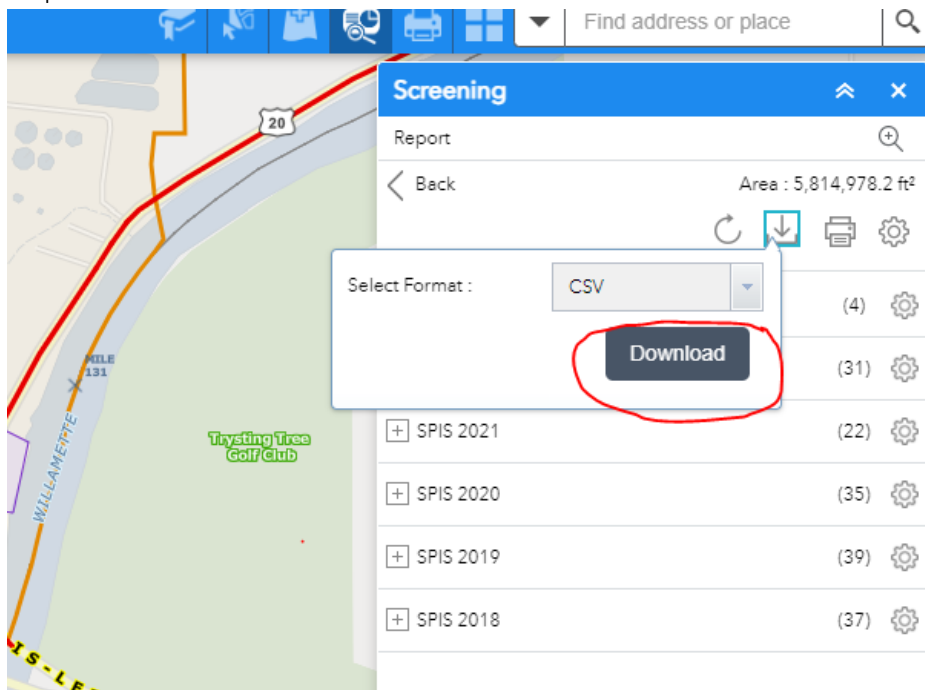 Find address or place
Screening
Report
Back
Area : 5,814,978.2 ft²
Select Format :
CSV
Download
(4)
(31)
SPIS 2021
(22)
SPIS 2020
(35)
SPIS 2019
(39)
SPIS 2018
(37)
20
MILE
131
WILLAMETTE
Trysting Tree
Golf Club
IS-LE